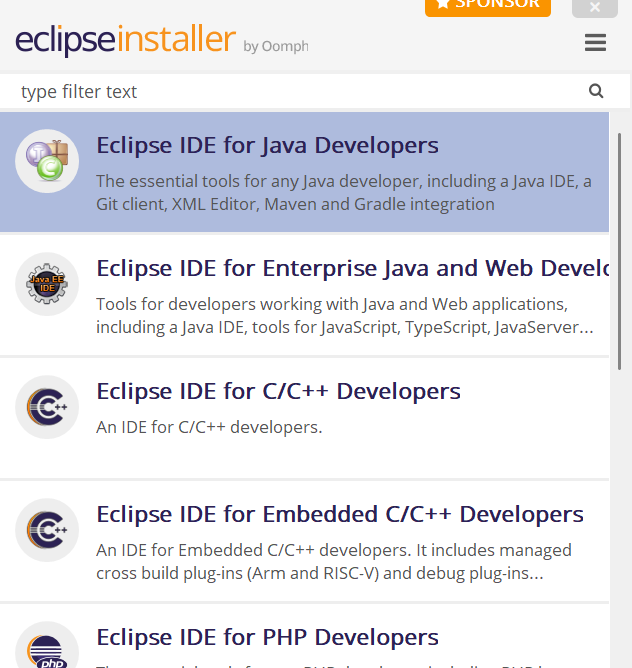 ★ SPONSOR
eclipseinstaller by Oomph
type filter text
Eclipse IDE for Java Developers
The essential tools for any Java developer, including a Java IDE, a
Git client, XML Editor, Maven and Gradle integration
Java EE
IDE
Eclipse IDE for Enterprise Java and Web Develo
Tools for developers working with Java and Web applications,
including a Java IDE, tools for JavaScript, TypeScript, JavaServer...
C++
Eclipse IDE for C/C++ Developers
An IDE for C/C++ developers.
C++
Eclipse IDE for Embedded C/C++ Developers
An IDE for Embedded C/C++ developers. It includes managed
cross build plug-ins (Arm and RISC-V) and debug plug-ins...
php
Eclipse IDE for PHP Developers